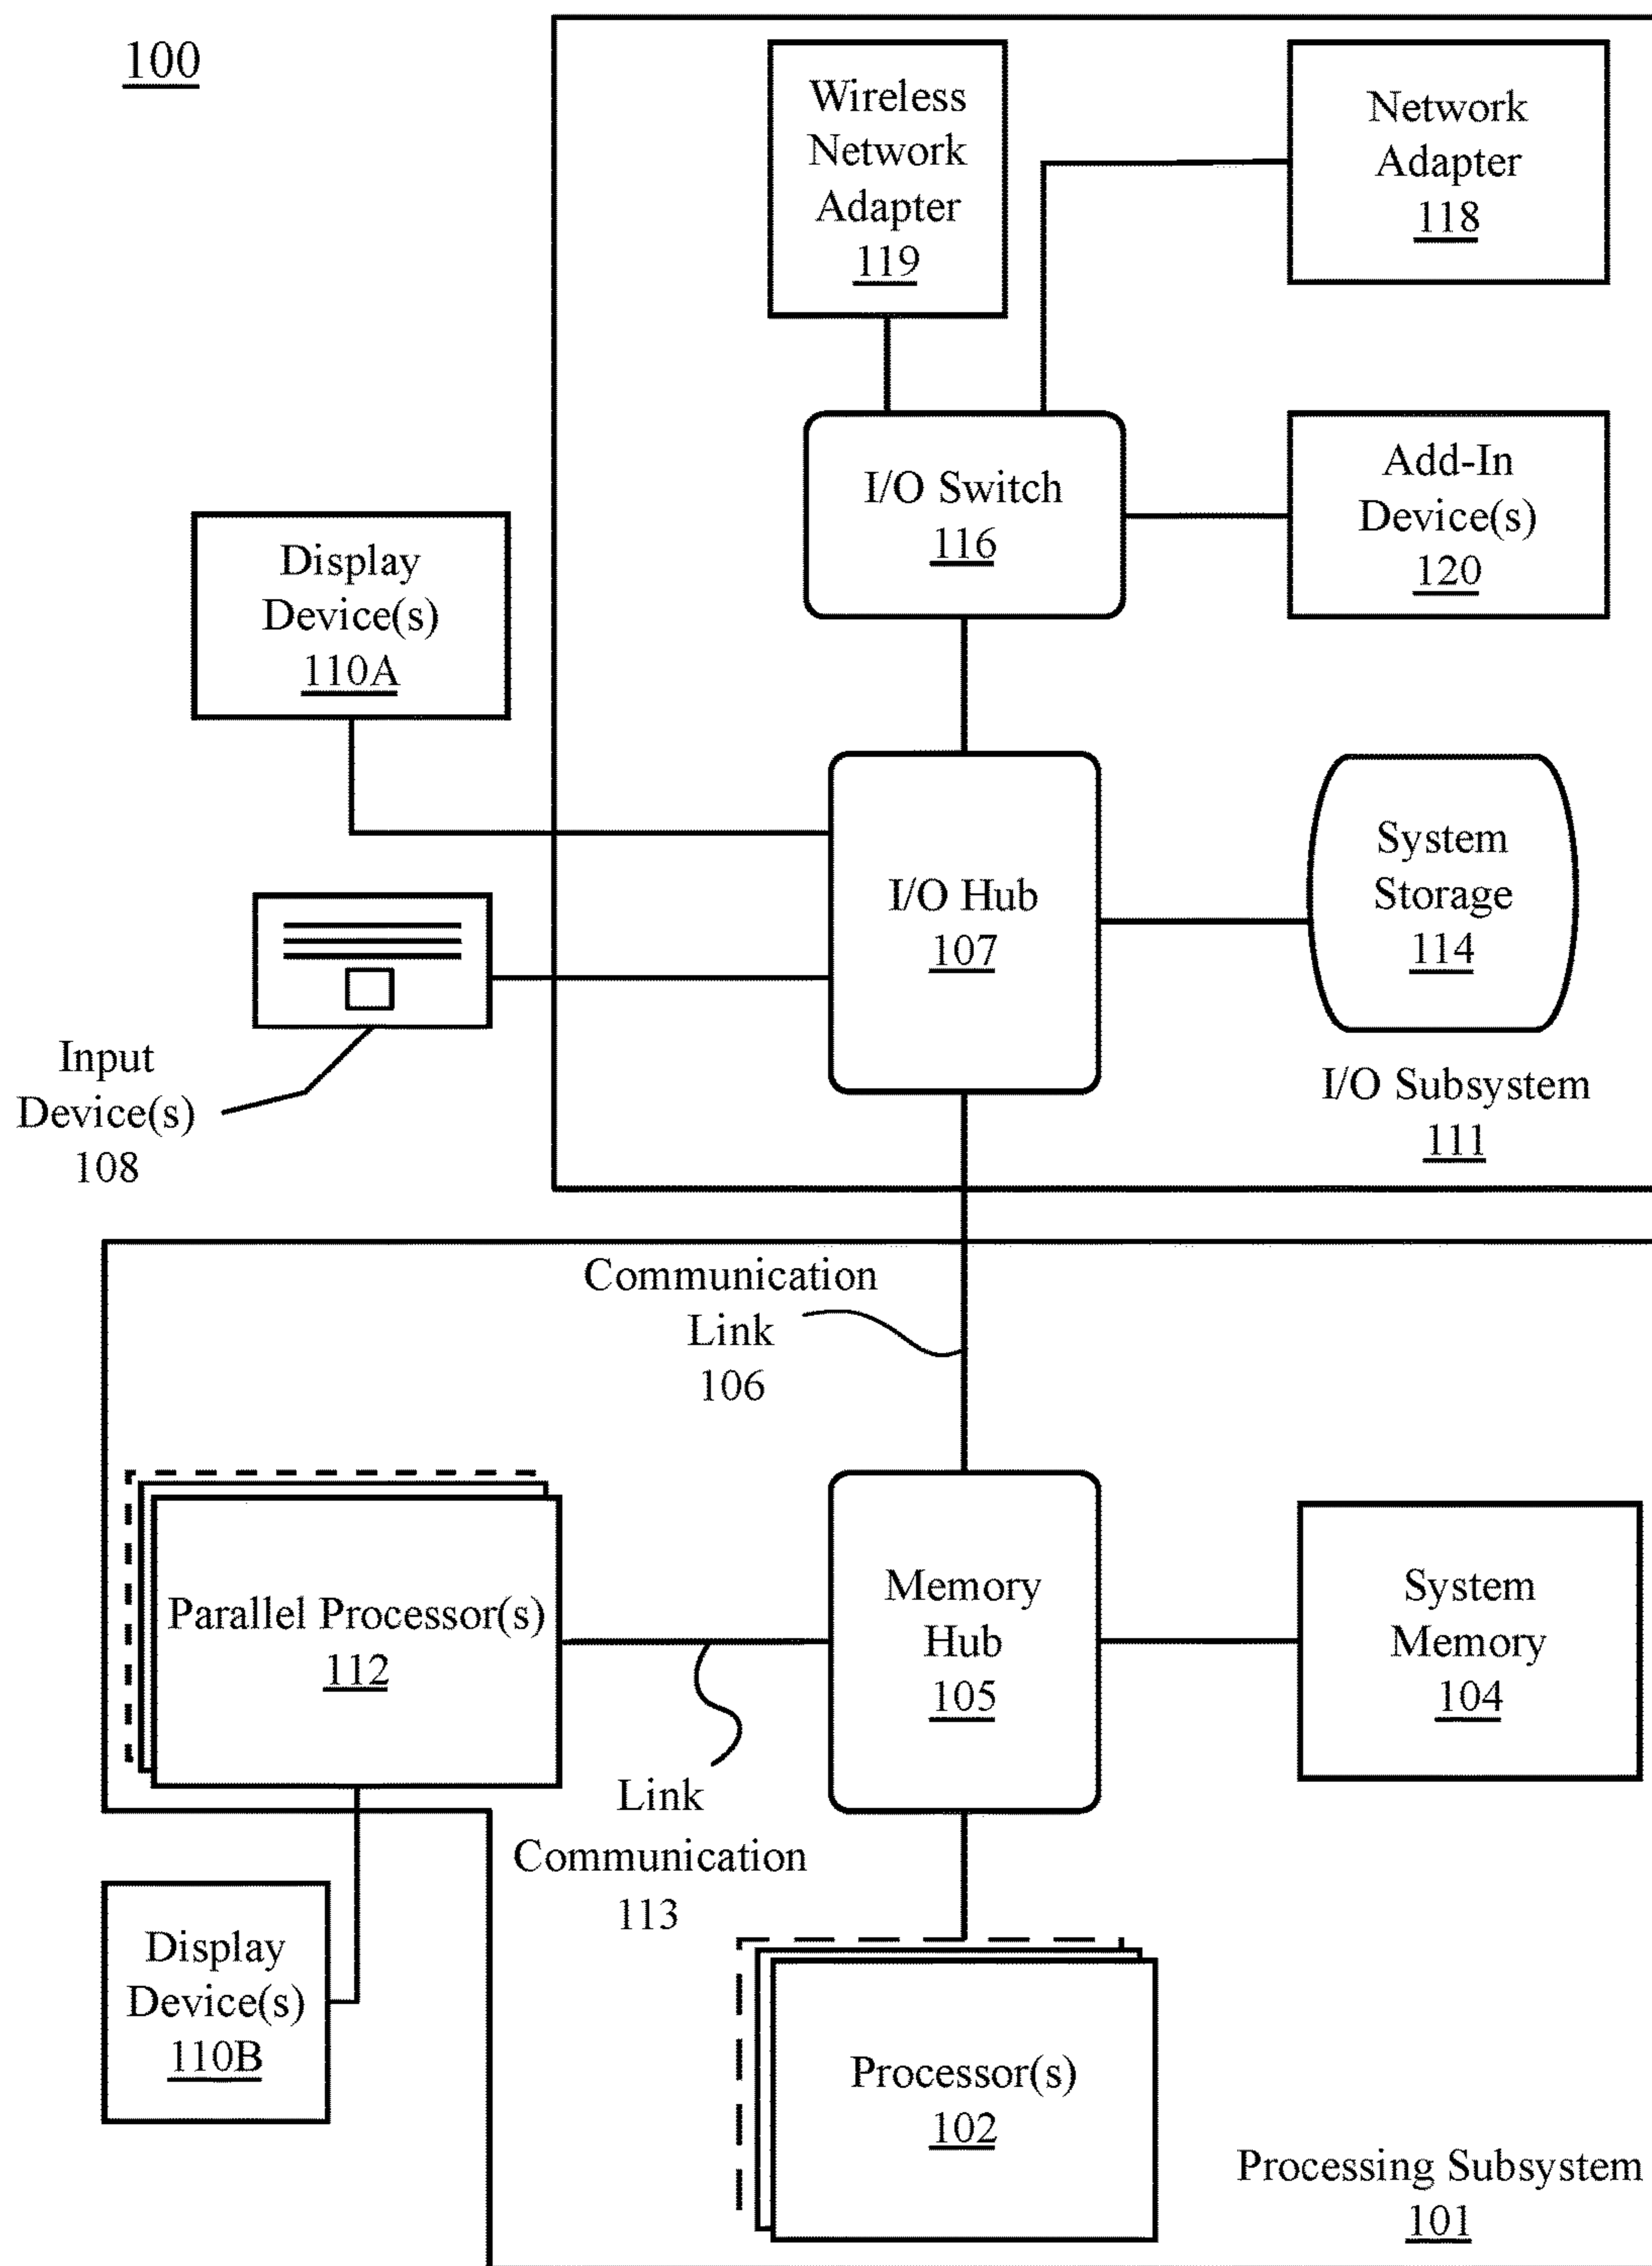 100
Wireless
Network
Adapter
119
Network
Adapter
118
I/O Switch
116
Add-In
Device(s)
120
Display
Device(s)
110A
I/O Hub
107
System
Storage
114
Input
Device(s)
108
I/O Subsystem
111
Communication
Link
106
Parallel Processor(s)
112
Memory
Hub
105
System
Memory
104
Link
Communication
113
Display
Device(s)
110B
Processor(s)
102
Processing Subsystem
101